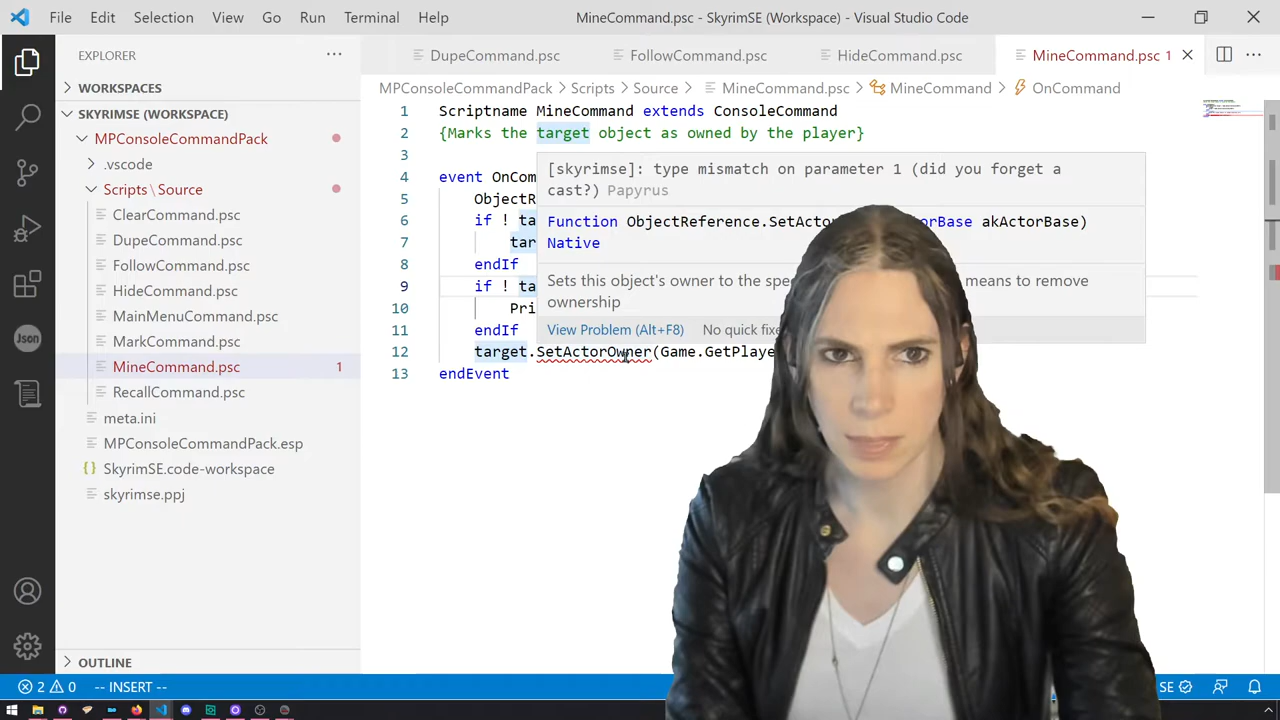 File Edit Selection View Go Run Terminal Help MineCommand.psc - SkyrimSE (Workspace) - Visual Studio Code
EXPLORER
DupeCommand.psc FollowCommand.psc HideCommand.psc MineCommand.psc 1
WORKSPACES
SKYRIMSE (WORKSPACE)
MPConsoleCommandPack
.vscode
Scripts\Source
ClearCommand.psc
DupeCommand.psc
FollowCommand.psc
HideCommand.psc
MainMenuCommand.psc
MarkCommand.psc
MineCommand.psc 1
RecallCommand.psc
meta.ini
MPConsoleCommandPack.esp
SkyrimSE.code-workspace
skyrimse.ppj
OUTLINE
MPConsoleCommandPack > Scripts > Source > MineCommand.psc > MineCommand > OnCommand
1 Scriptname MineCommand extends ConsoleCommand
2 {Marks the target object as owned by the player}
3
4 event OnCom
5 ObjectR
6 if ! ta
7 tar
8 endIf
9 if ! ta
10 Pri
11 endIf
12 target.SetActorOwner(Game.GetPlaye
13 endEvent
[skyrimse]: type mismatch on parameter 1 (did you forget a
cast?) Papyrus
Function ObjectReference.SetActor orBase akActorBase)
Native
Sets this object's owner to the spe means to remove
ownership
View Problem (Alt+F8) No quick fixe
Json
2 0 -- INSERT -- SE